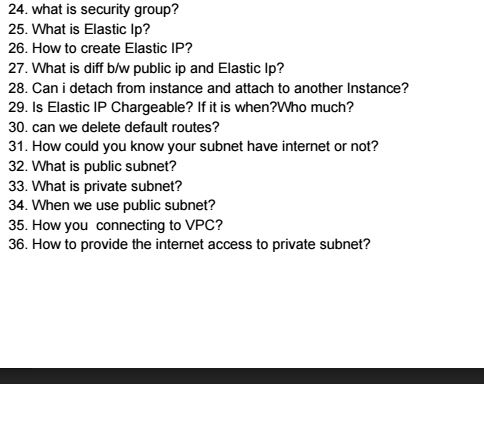 24. what is security group?
25. What is Elastic Ip?
26. How to create Elastic IP?
27. What is diff b/w public ip and Elastic Ip?
28. Can i detach from instance and attach to another Instance?
29. Is Elastic IP Chargeable? If it is when?Who much?
30. can we delete default routes?
31. How could you know your subnet have internet or not?
32. What is public subnet?
33. What is private subnet?
34. When we use public subnet?
35. How you  connecting to VPC?
36. How to provide the internet access to private subnet?